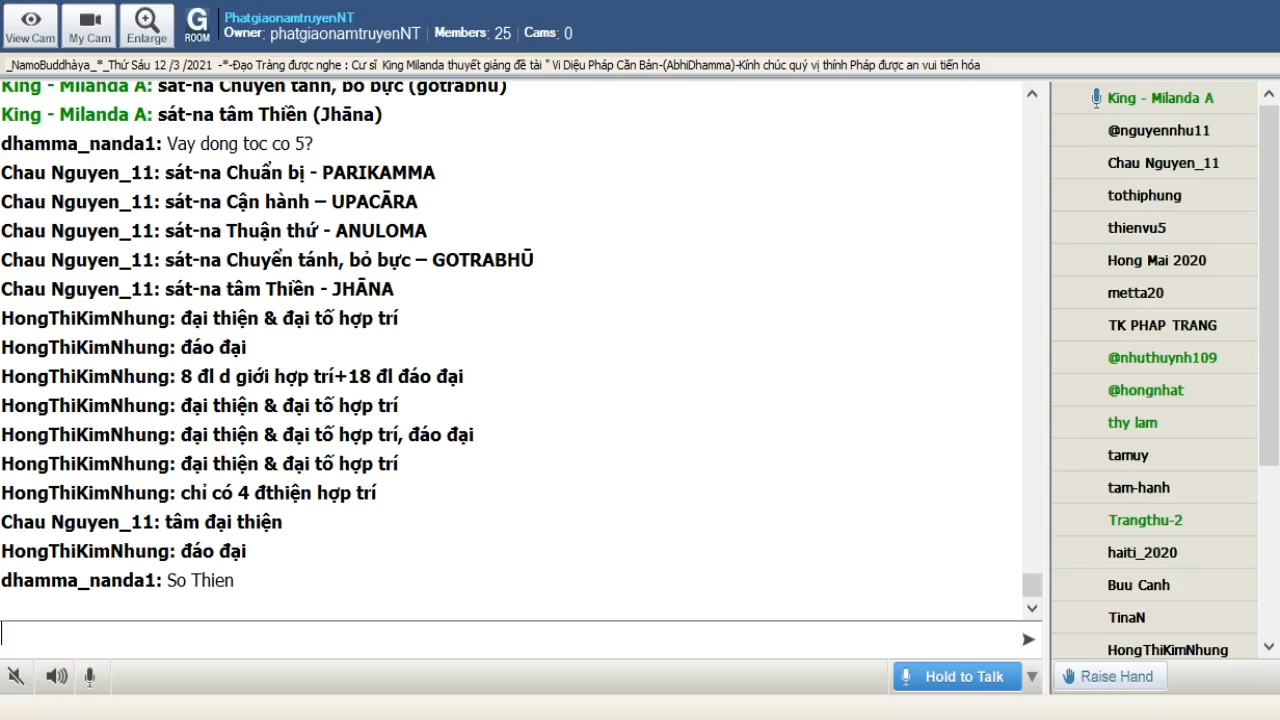 View Cam
My Cam
Enlarge
G
ROOM
PhatgiaonamtruyenNT
Owner: phatgiaonamtruyenNT | Members: 25 | Cams: 0
_NamoBuddhàya_*_Thứ Sáu 12 /3 /2021 -*-Đạo Tràng được nghe : Cư sĩ King Milanda thuyết giảng đề tài " Vi Diệu Pháp Căn Bản-(AbhiDhamma)-Kính chúc quý vị thính Pháp được an vui tiến hóa
King - Milanda A: sát-na Chuyển tánh, bỏ bực (gotrabhu)
King - Milanda A: sát-na tâm Thiền (Jhāna)
dhamma_nanda1: Vay dong toc co 5?
Chau Nguyen_11: sát-na Chuẩn bị - PARIKAMMA
Chau Nguyen_11: sát-na Cận hành – UPACĀRA
Chau Nguyen_11: sát-na Thuận thứ - ANULOMA
Chau Nguyen_11: sát-na Chuyển tánh, bỏ bực – GOTRABHŪ
Chau Nguyen_11: sát-na tâm Thiền - JHĀNA
HongThiKimNhung: đại thiện & đại tố hợp trí
HongThiKimNhung: đáo đại
HongThiKimNhung: 8 đl d giới hợp trí+18 đl đáo đại
HongThiKimNhung: đại thiện & đại tố hợp trí
HongThiKimNhung: đại thiện & đại tố hợp trí, đáo đại
HongThiKimNhung: đại thiện & đại tố hợp trí
HongThiKimNhung: chỉ có 4 đthiện hợp trí
Chau Nguyen_11: tâm đại thiện
HongThiKimNhung: đáo đại
dhamma_nanda1: So Thien
King - Milanda A
@nguyennhu11
Chau Nguyen_11
tothiphung
thienvu5
Hong Mai 2020
metta20
TK PHAP TRANG
@nhuthuynh109
@hongnhat
thy lam
tamuy
tam-hanh
Trangthu-2
haiti_2020
Buu Canh
TinaN
HongThiKimNhung
Hold to Talk
Raise Hand